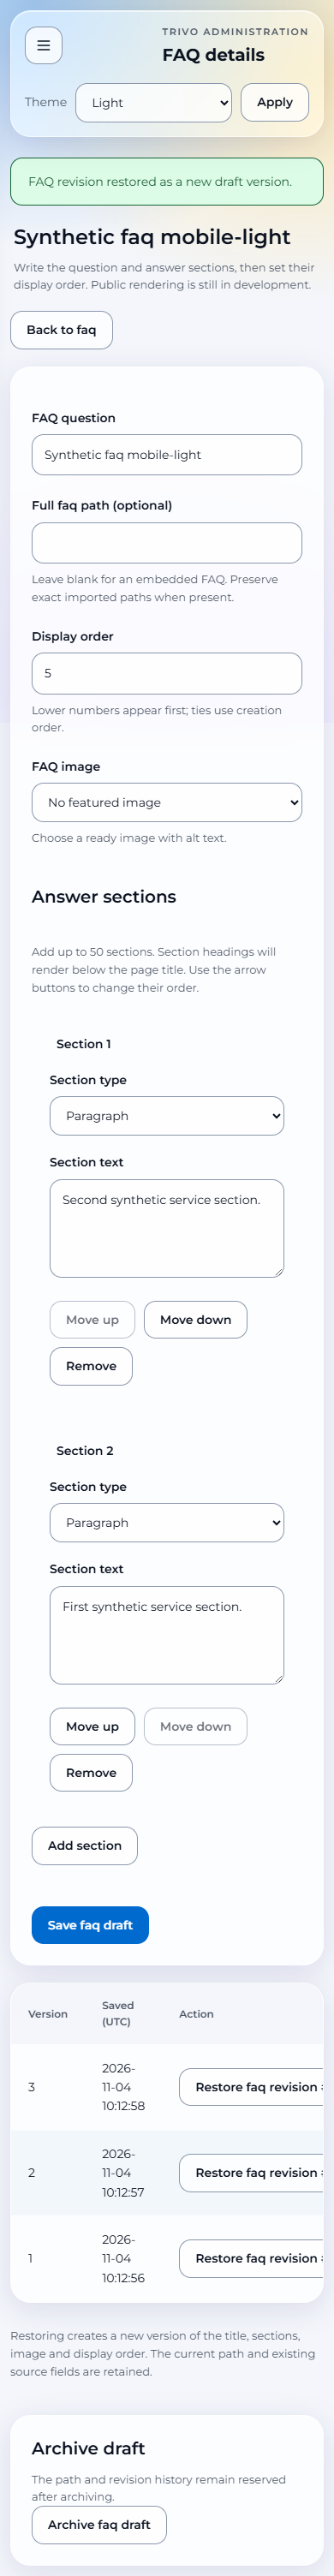 TRIVO ADMINISTRATION
FAQ details
Theme
Light
Apply
FAQ revision restored as a new draft version.
Synthetic faq mobile-light
Write the question and answer sections, then set their
display order. Public rendering is still in development.
Back to faq
FAQ question
Synthetic faq mobile-light
Full faq path (optional)
Leave blank for an embedded FAQ. Preserve
exact imported paths when present.
Display order
5
Lower numbers appear first; ties use creation
order.
FAQ image
No featured image
Choose a ready image with alt text.
Answer sections
Add up to 50 sections. Section headings will
render below the page title. Use the arrow
buttons to change their order.
Section 1
Section type
Paragraph
Section text
Second synthetic service section.
Move up
Move down
Remove
Section 2
Section type
Paragraph
Section text
First synthetic service section.
Move up
Move down
Remove
Add section
Save faq draft
Version
Saved
(UTC)
Action
3
2026-
11-04
10:12:58
Restore faq revision
2
2026-
11-04
10:12:57
Restore faq revision
1
2026-
11-04
10:12:56
Restore faq revision
Restoring creates a new version of the title, sections,
image and display order. The current path and existing
source fields are retained.
Archive draft
The path and revision history remain reserved
after archiving.
Archive faq draft